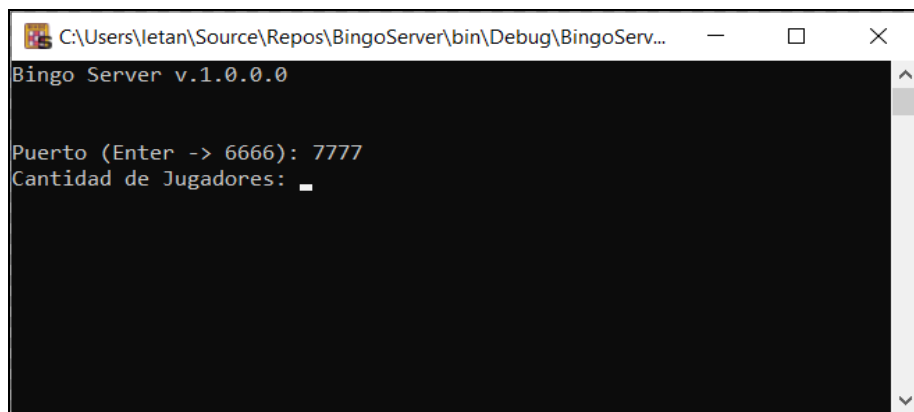 C:\Users\letan\Source\Repos\BingoServer\bin\Debug\BingoServ...
Bingo Server v.1.0.0.0
Puerto (Enter -> 6666): 7777
Cantidad de Jugadores: